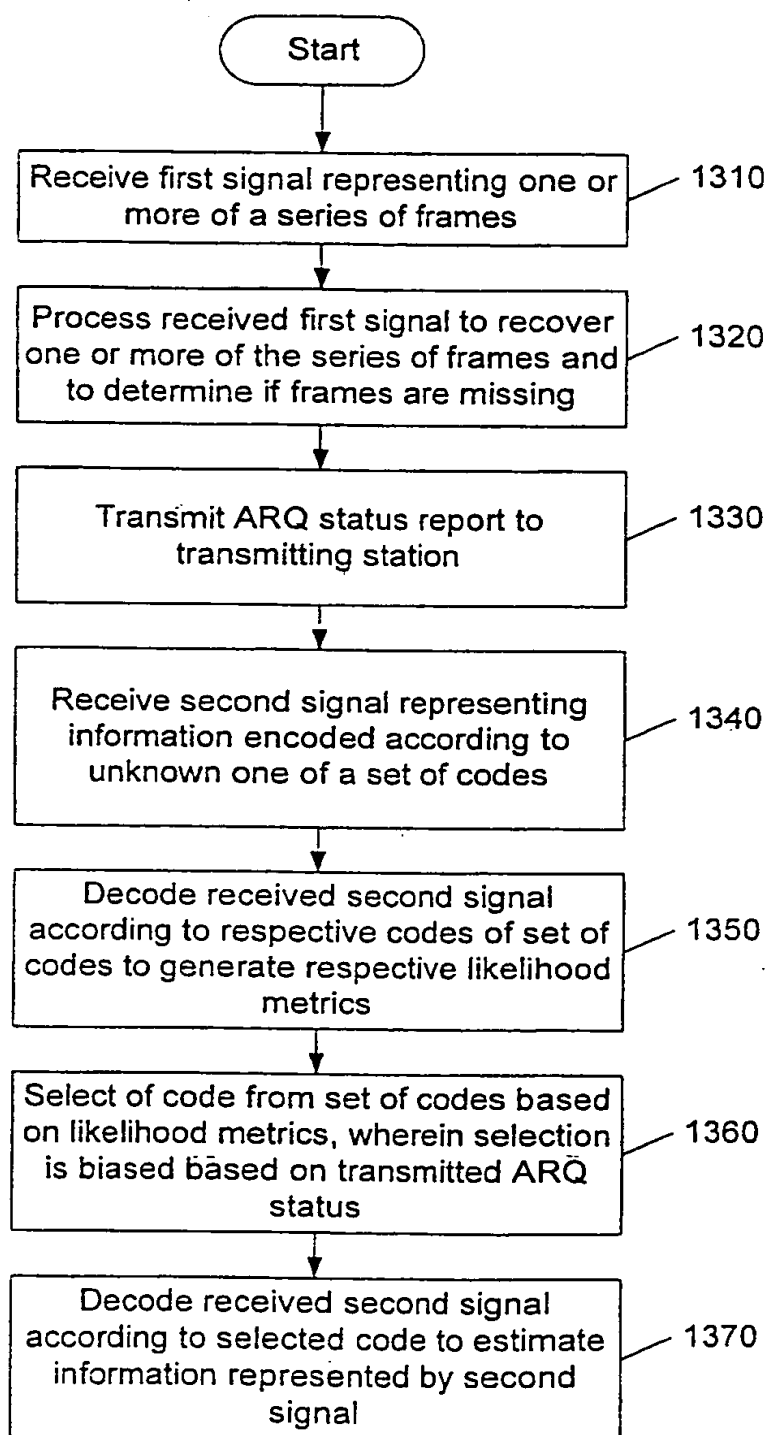 Start
Receive first signal representing one or
more of a series of frames
1310
Process received first signal to recover
one or more of the series of frames and
to determine if frames are missing
1320
Transmit ARQ status report to
transmitting station
1330
Receive second signal representing
information encoded according to
unknown one of a set of codes
1340
Decode received second signal
according to respective codes of set of
codes to generate respective likelihood
metrics
1350
Select of code from set of codes based
on likelihood metrics, wherein selection
is biased based on transmitted ARQ
status
1360
Decode received second signal
according to selected code to estimate
information represented by second
signal
1370